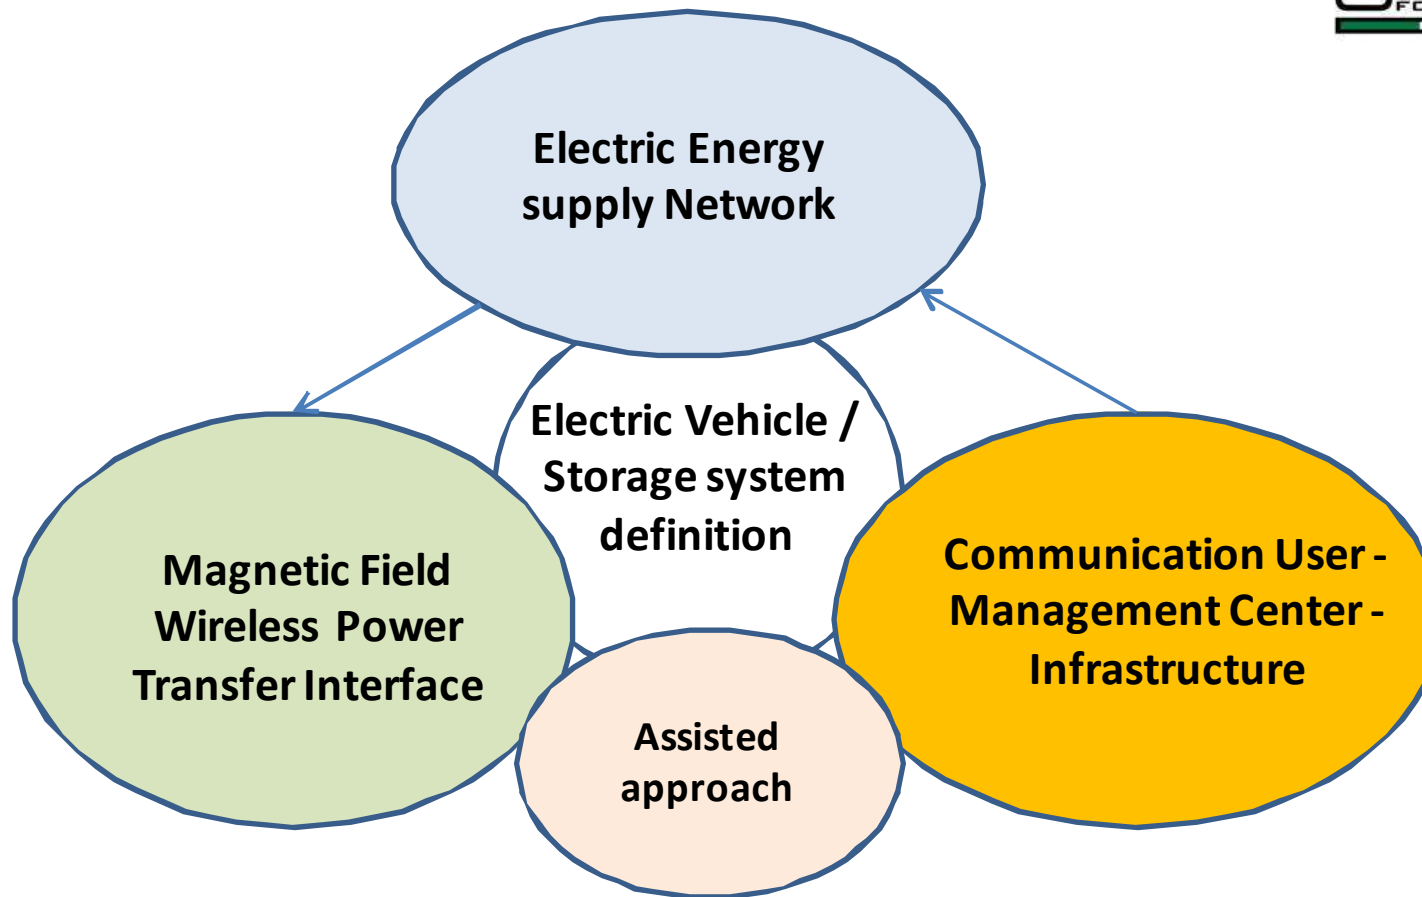 Electric Energy
supply Network
Electric Vehicle /
Storage system
definition
Magnetic Field
Wireless Power
Transfer Interface
Communication User -
Management Center -
Infrastructure
Assisted
approach